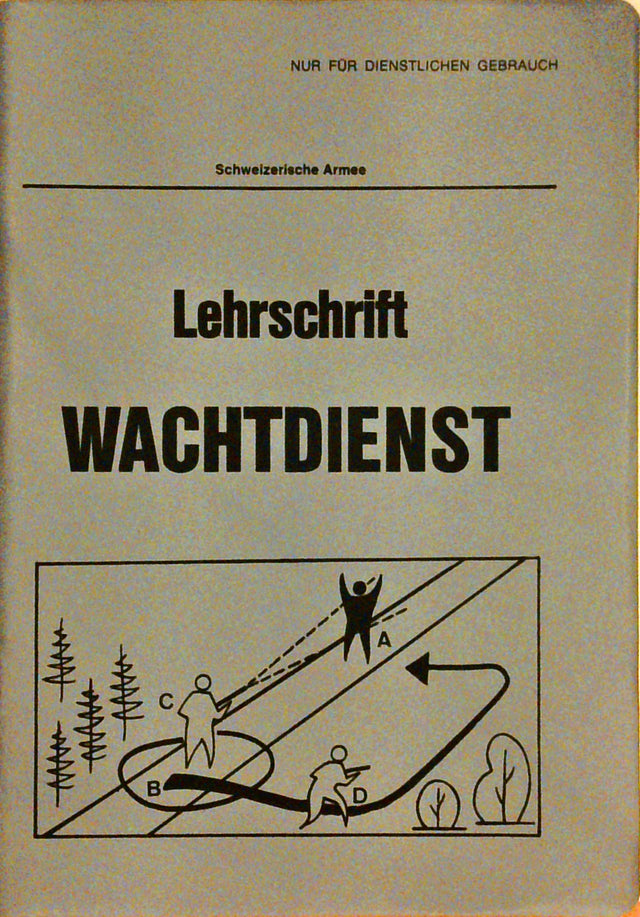 NUR FÜR DIENSTLICHEN GEBRAUCH
Schweizerische Armee
Lehrschrift
WACHTDIENST
A
C
B
D